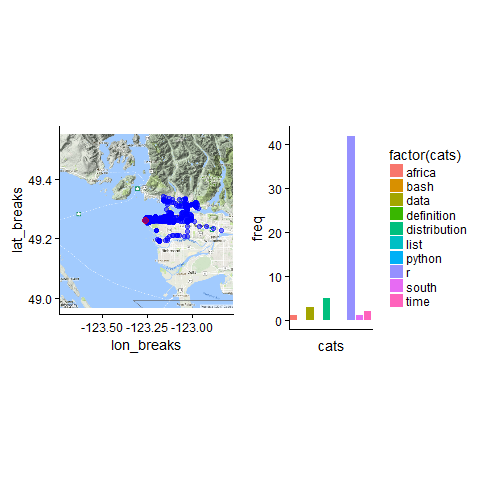 lat_breaks
49.4
49.2
49.0
-123.50 -123.25 -123.00
lon_breaks
freq
40
30
20
10
0
cats
factor(cats)
africa
bash
data
definition
distribution
list
python
r
south
time